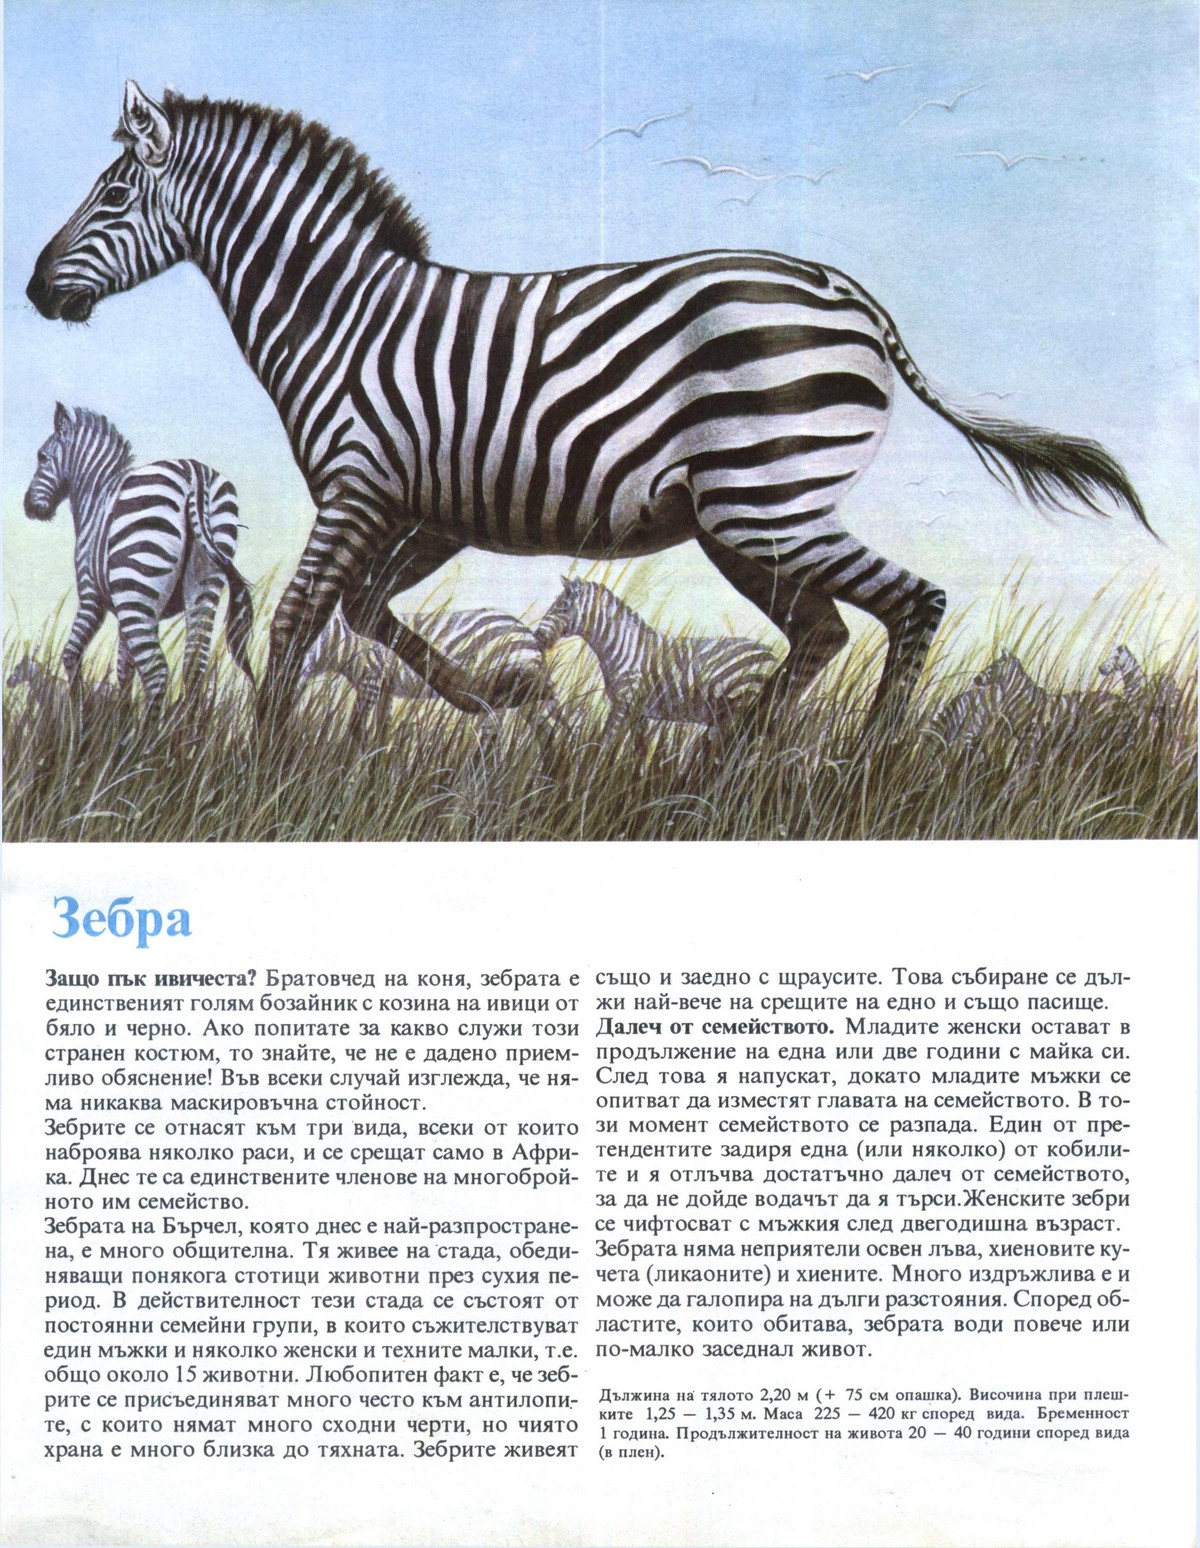 Зебра
Защо пък ивичеста? Братовчед на коня, зебрата е
единственият голям бозайник с козина на ивици от
бяло и черно. Ако попитате за какво служи този
странен костюм, то знайте, че не е дадено прием-
ливо обяснение! Във всеки случай изглежда, че ня-
ма никаква маскировъчна стойност.
Зебрите се отнасят към три вида, всеки от които
наброява няколко раси, и се срещат само в Афри-
ка. Днес те са единствените членове на многоброй-
ното им семейство.
Зебрата на Бърчел, която днес е най-разпростране-
на, е много общителна. Тя живее на стада, обеди-
няващи понякога стотици животни през сухия пе-
риод. В действителност тези стада се състоят от
постоянни семейни групи, в които съжителствуват
един мъжки и няколко женски и техните малки, т.е.
общо около 15 животни. Любопитен факт е, че зеб-
рите се присъединяват много често към антилопи-
те, с които нямат много сходни черти, но чиято
храна е много близка до тяхната. Зебрите живеят
също и заедно с щраусите. Това събиране се дъл-
жи най-вече на срещите на едно и също пасище.
Далеч от семейството. Младите женски остават в
продължение на една или две години с майка си.
След това я напускат, докато младите мъжки се
опитват да изместят главата на семейството. В то-
зи момент семейството се разпада. Един от пре-
тендентите задиря една (или няколко) от кобили-
те и я отлъчва достатъчно далеч от семейството,
за да не дойде водачът да я търси.Женските зебри
се чифтосват с мъжкия след двегодишна възраст.
Зебрата няма неприятели освен лъва, хиеновите ку-
чета (ликаоните) и хиените. Много издръжлива е и
може да галопира на дълги разстояния. Според об-
ластите, които обитава, зебрата води повече или
по-малко заседнал живот.
Дължина на тялото 2,20 м (+ 75 см опашка). Височина при плеш-
ките 1,25 — 1,35 м. Маса 225 — 420 кг според вида. Бременност
1 година. Продължителност на живота 20 — 40 години според вида
(в плен).